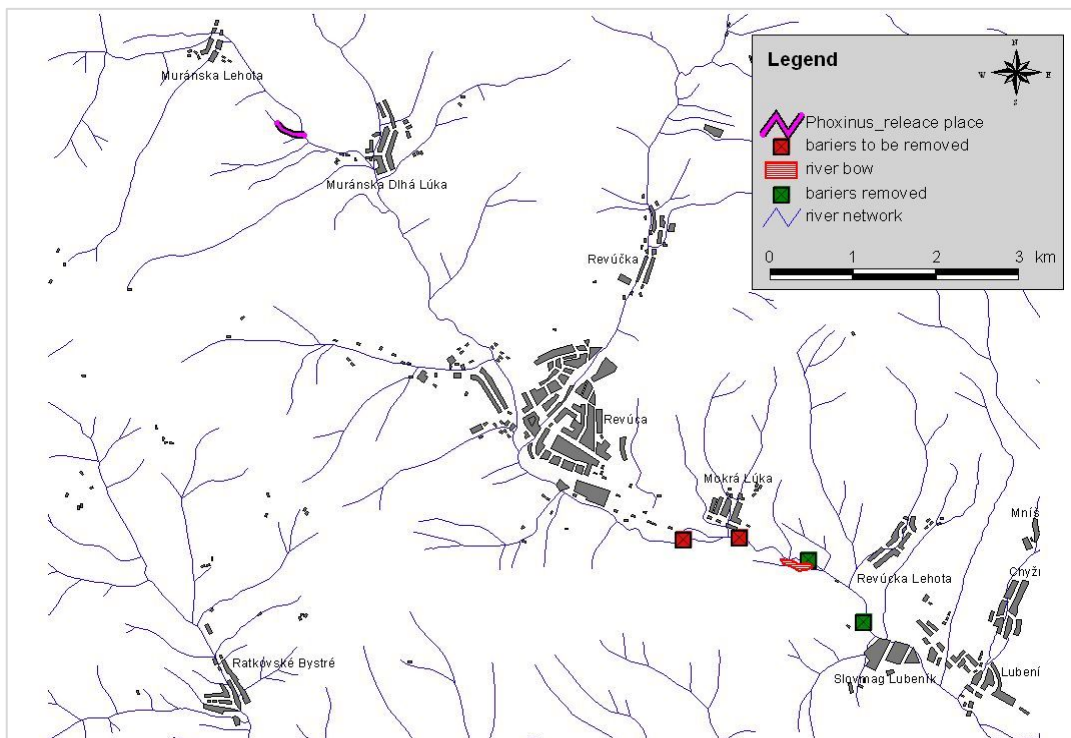 Legend
N
W
E
S
Phoxinus_releace place
bariers to be removed
river bow
bariers removed
river network
0 1 2 3 km
Muránska Lehota
Muránska Dlhá Lúka
Revúčka
Revúca
Mokrá Lúka
Mníš
Revúcka Lehota
Chyžn
Ratkovské Bystré
Slovmag Lubeník
Lubení